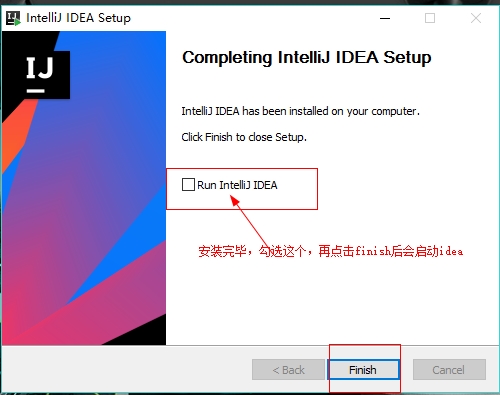 IntelliJ IDEA Setup
IJ
Completing IntelliJ IDEA Setup
IntelliJ IDEA has been installed on your computer.
Click Finish to close Setup.
Run IntelliJ IDEA
安装完毕，勾选这个，再点击finish后会启动idea
< Back
Finish
Cancel